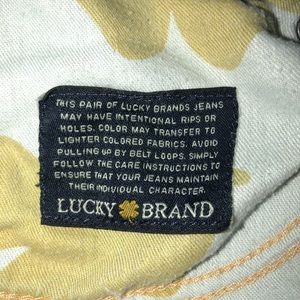 THIS PAIR OF LUCKY BRANDS JEANS
MAY HAVE INTENTIONAL RIPS OR
HOLES. COLOR MAY TRANSFER TO
LIGHTER COLORED FABRICS. AVOID
PULLING UP BY BELT LOOPS. SIMPLY
FOLLOW THE CARE INSTRUCTIONS TO
ENSURE THAT YOUR JEANS MAINTAIN
THEIR INDIVIDUAL CHARACTER.
LUCKY BRAND